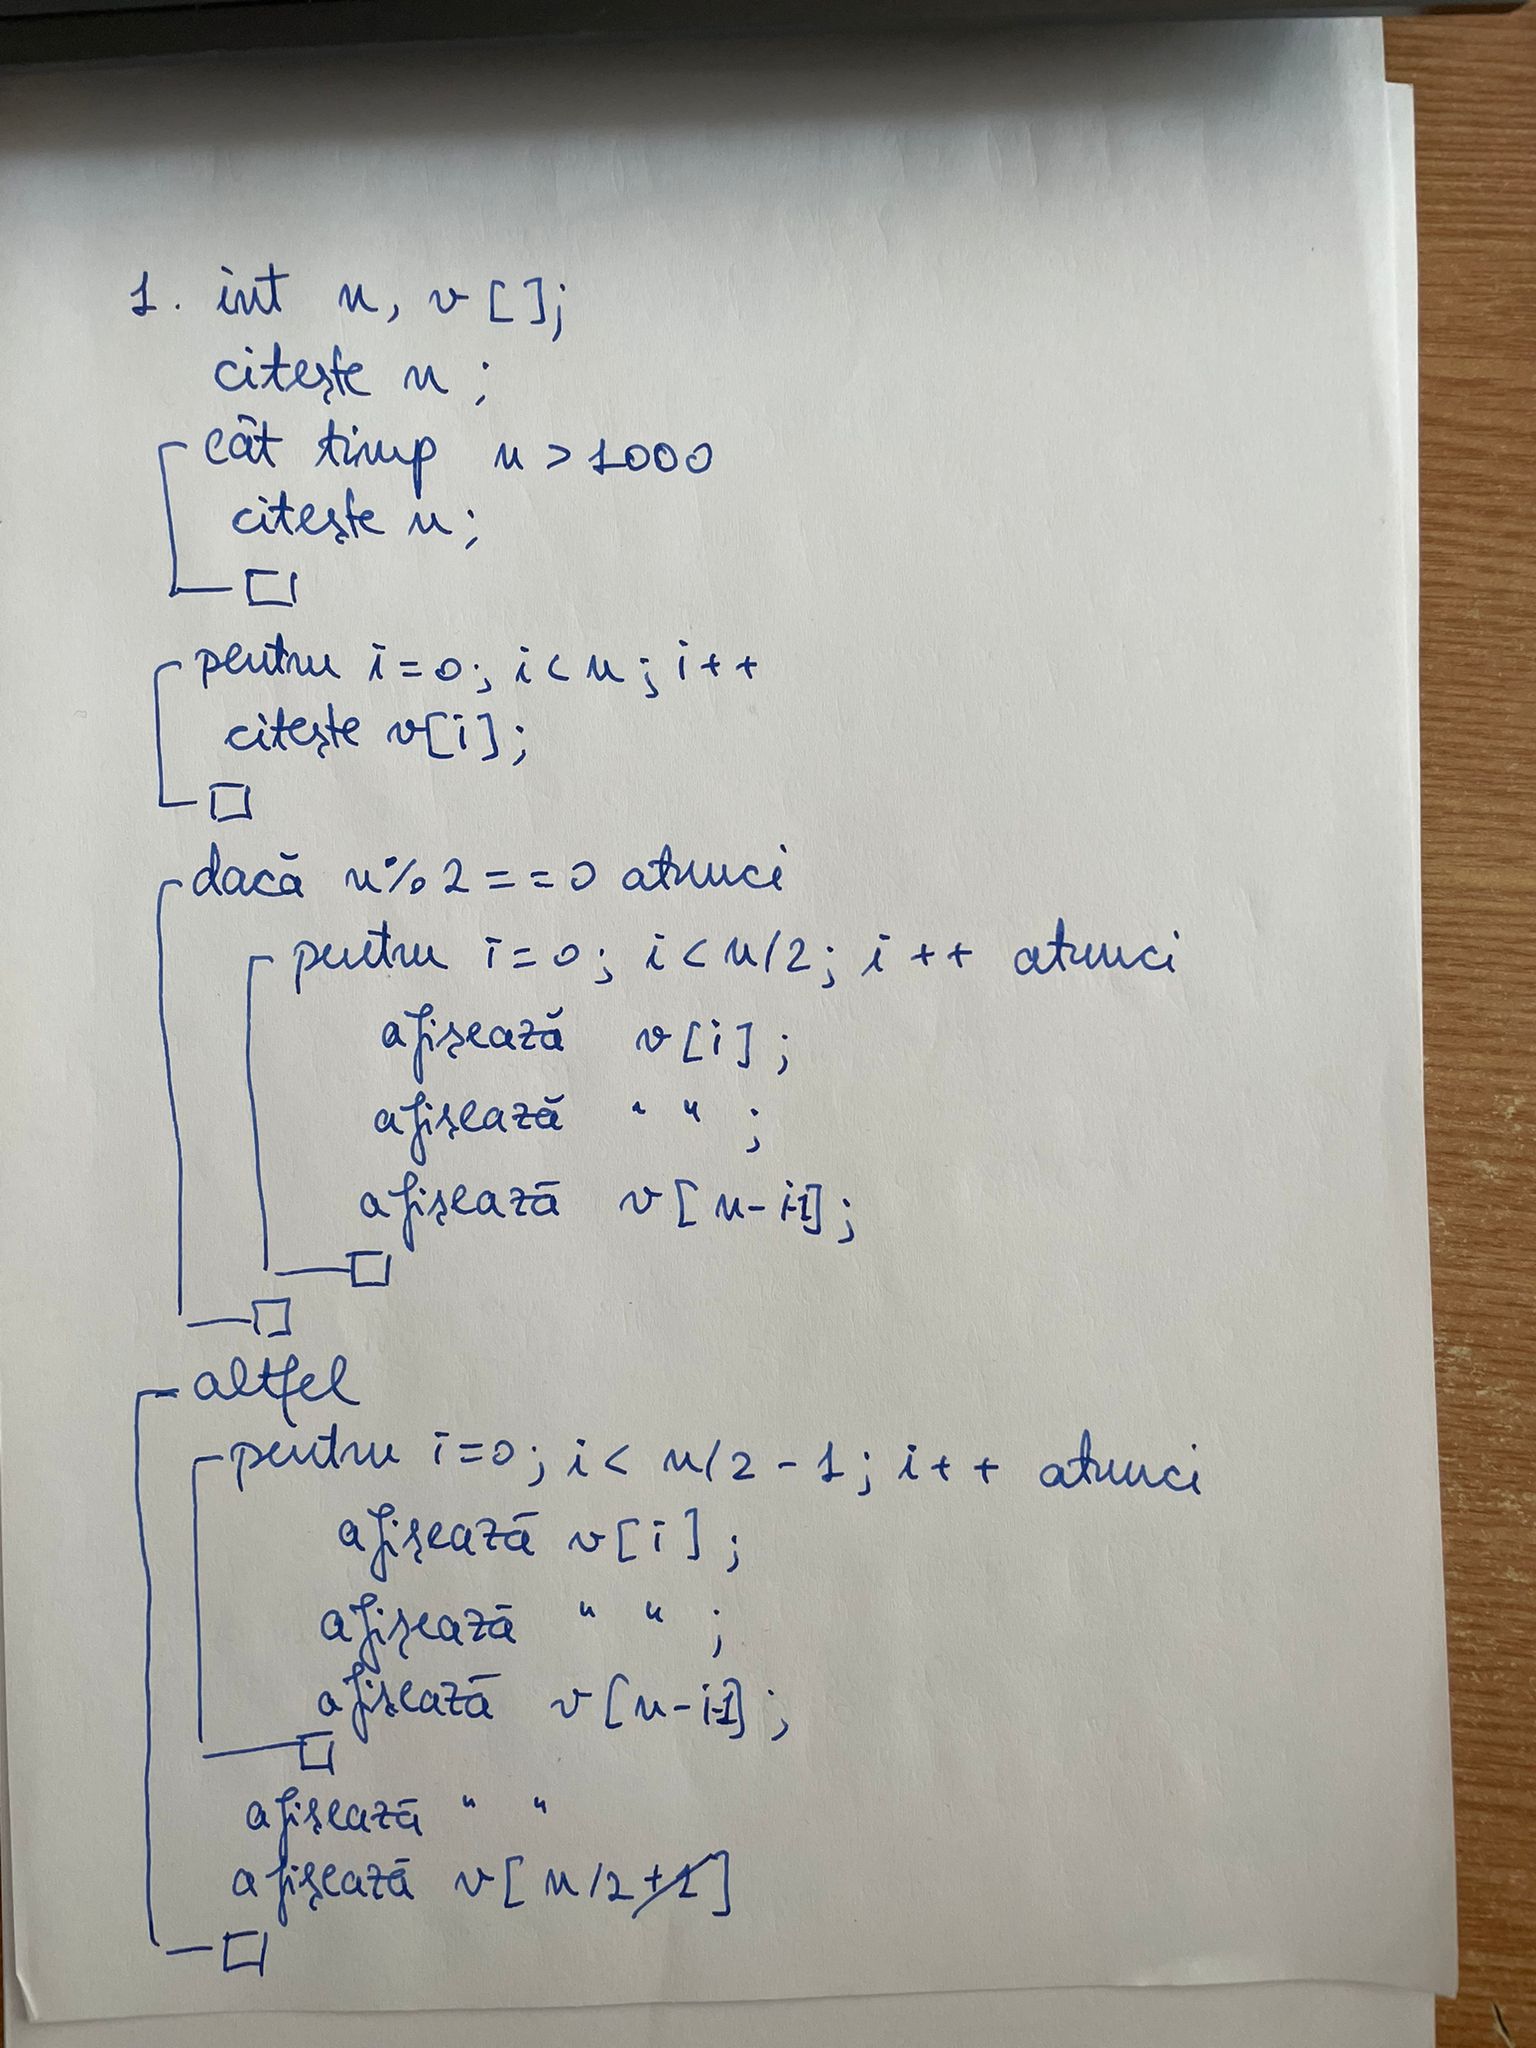 1. int n, v[];
citește n;
cât timp n > 1000
citește n;
pentru i=0; i<n; i++
citește v[i];
dacă n%2==0 atunci
pentru i=0; i<n/2; i++ atunci
afișează v[i];
afișează " ";
afișează v[n-i-1];
altfel
pentru i=0; i< n/2-1; i++ atunci
afișează v[i];
afișează " ";
afișează v[n-i-1];
afișează " "
afișează v[n/2+1]